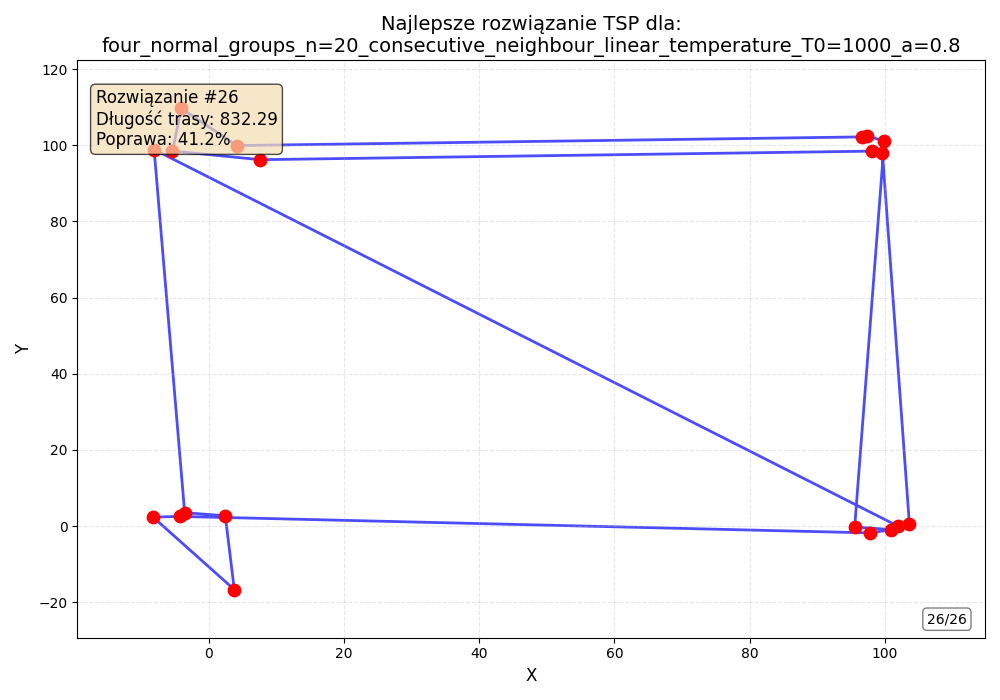 Najlepsze rozwiązanie TSP dla:
four_normal_groups_n=20_consecutive_neighbour_linear_temperature_T0=1000_a=0.8
Rozwiązanie #26
Długość trasy: 832.29
Poprawa: 41.2%
120
100
80
60
40
20
0
−20
Y
26/26
0
20
40
60
80
100
X